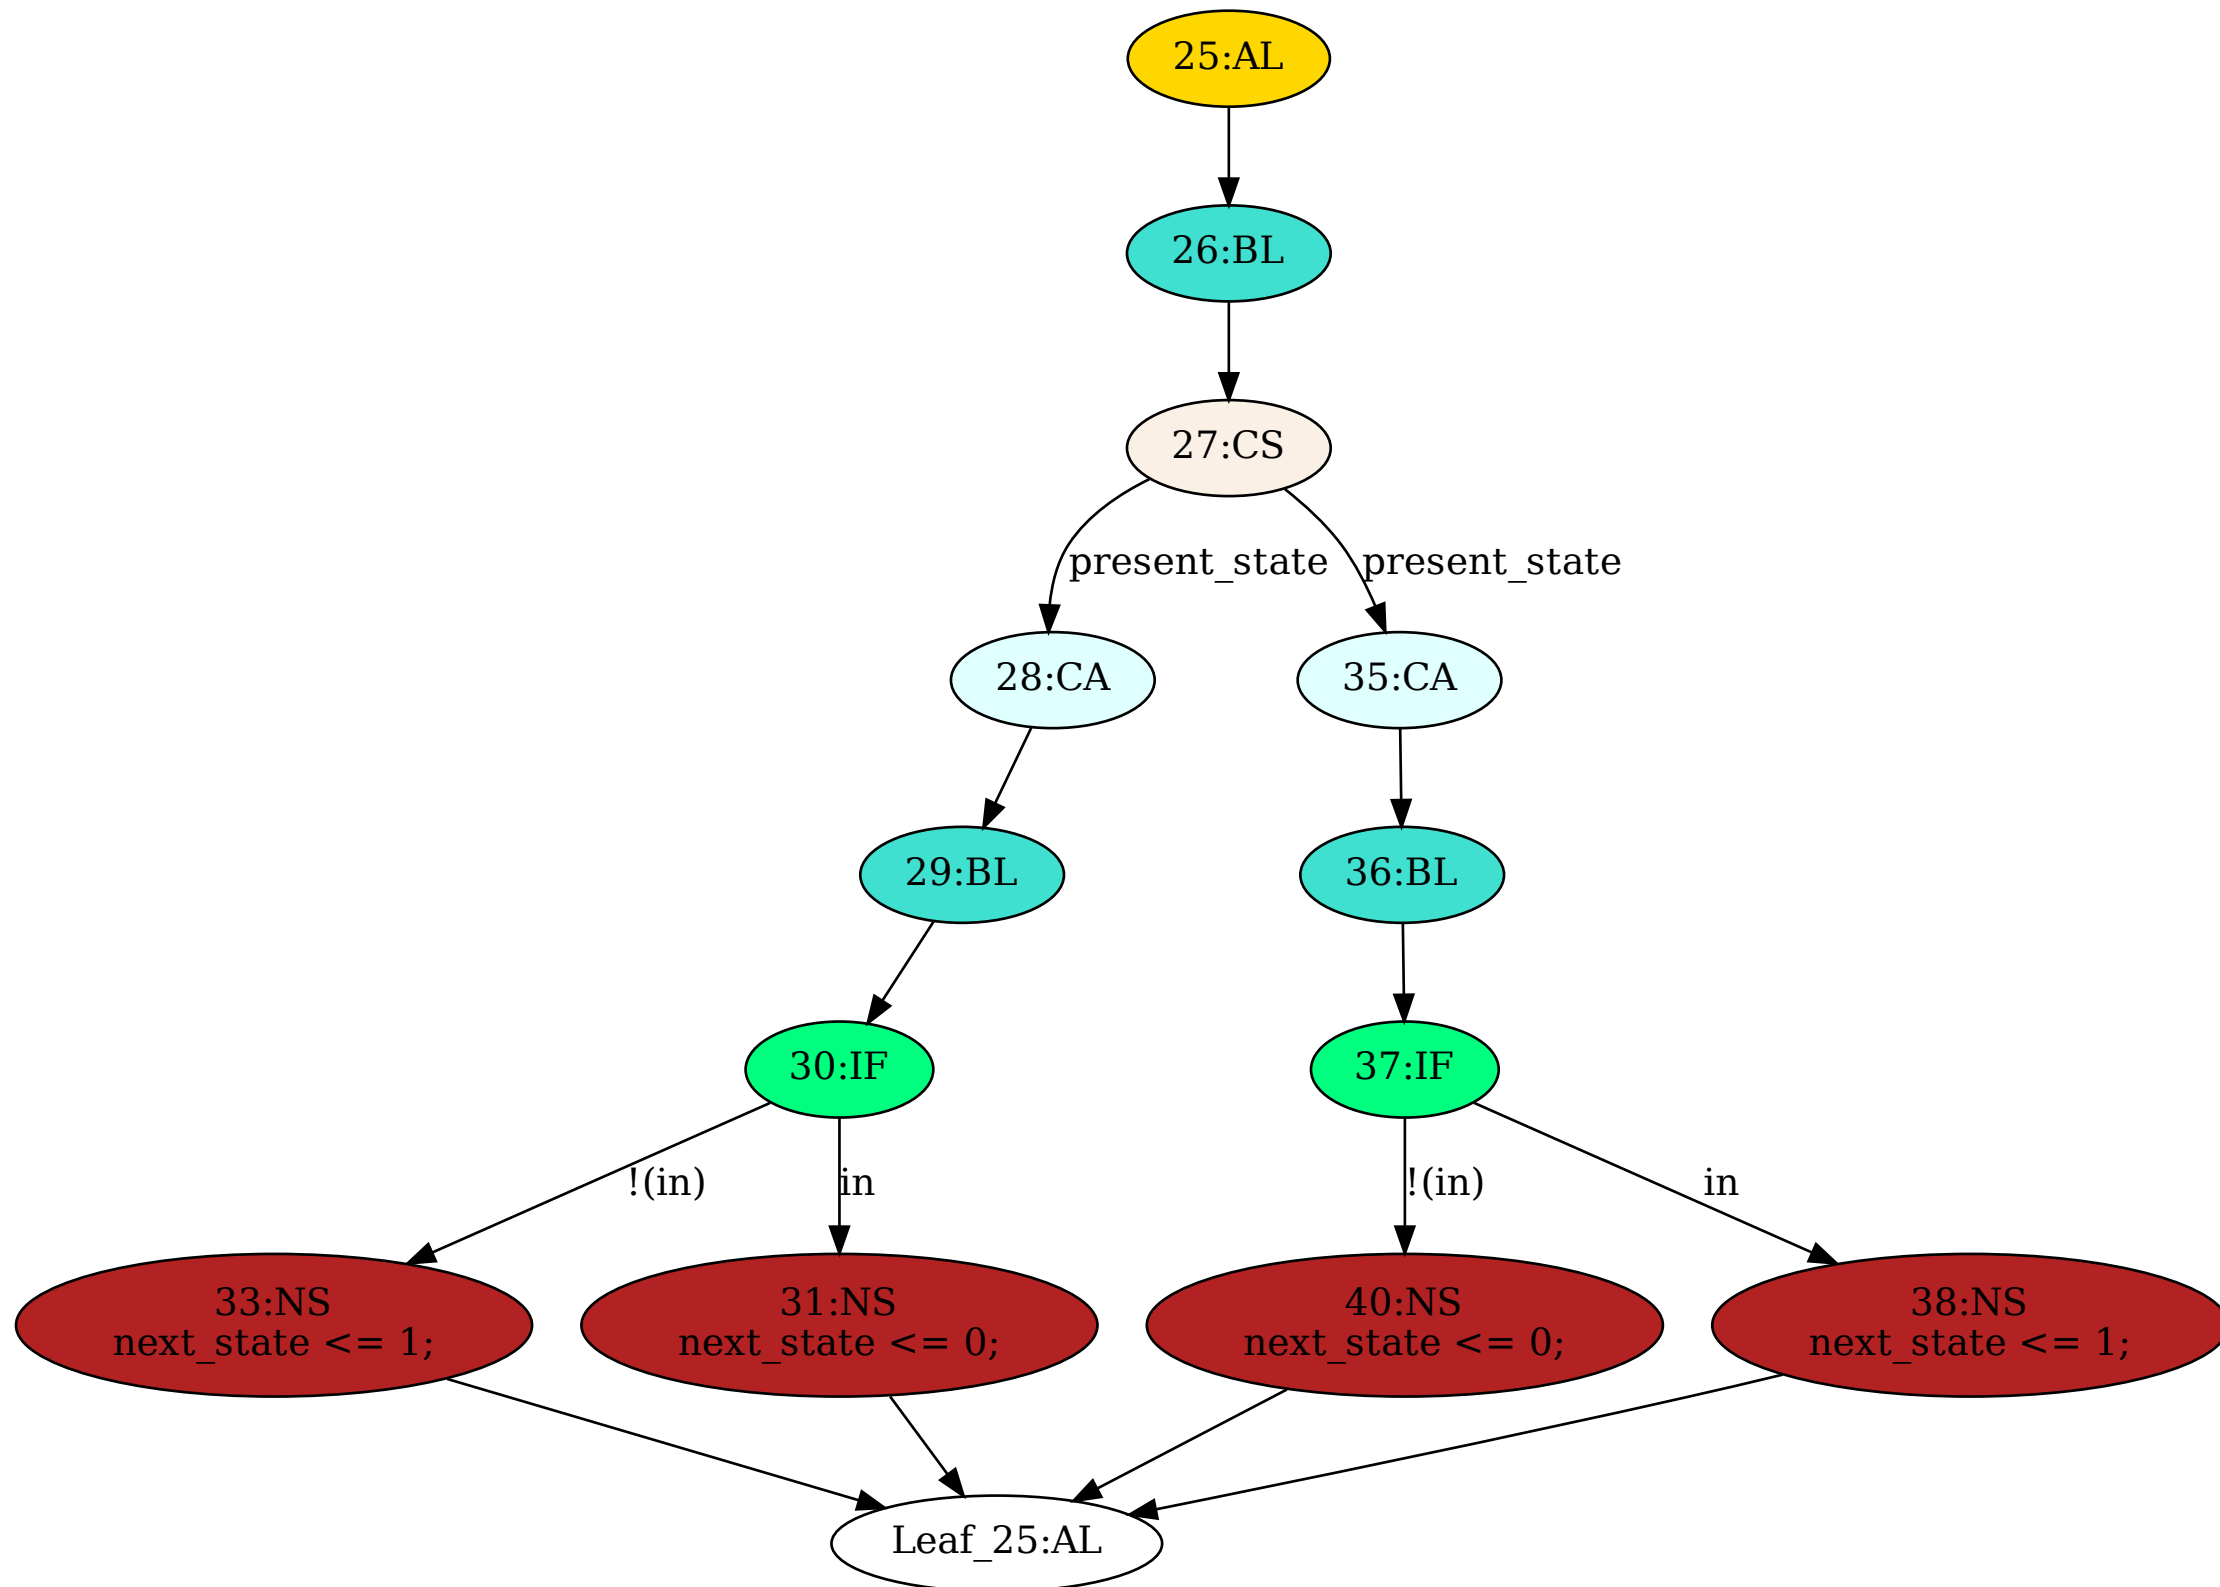 25:AL
26:BL
27:CS
present_state
present_state
28:CA
35:CA
29:BL
36:BL
30:IF
37:IF
!(in)
in
!(in)
in
33:NS
next_state <= 1;
31:NS
next_state <= 0;
40:NS
next_state <= 0;
38:NS
next_state <= 1;
Leaf_25:AL